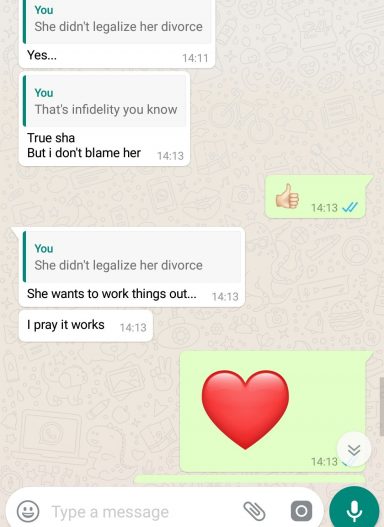 You
She didn't legalize her divorce
Yes...
14:11
You
That's infidelity you know
True sha
But i don't blame her
14:13
14:13
You
She didn't legalize her divorce
She wants to work things out...
14:13
I pray it works
14:13
14:13
Type a message